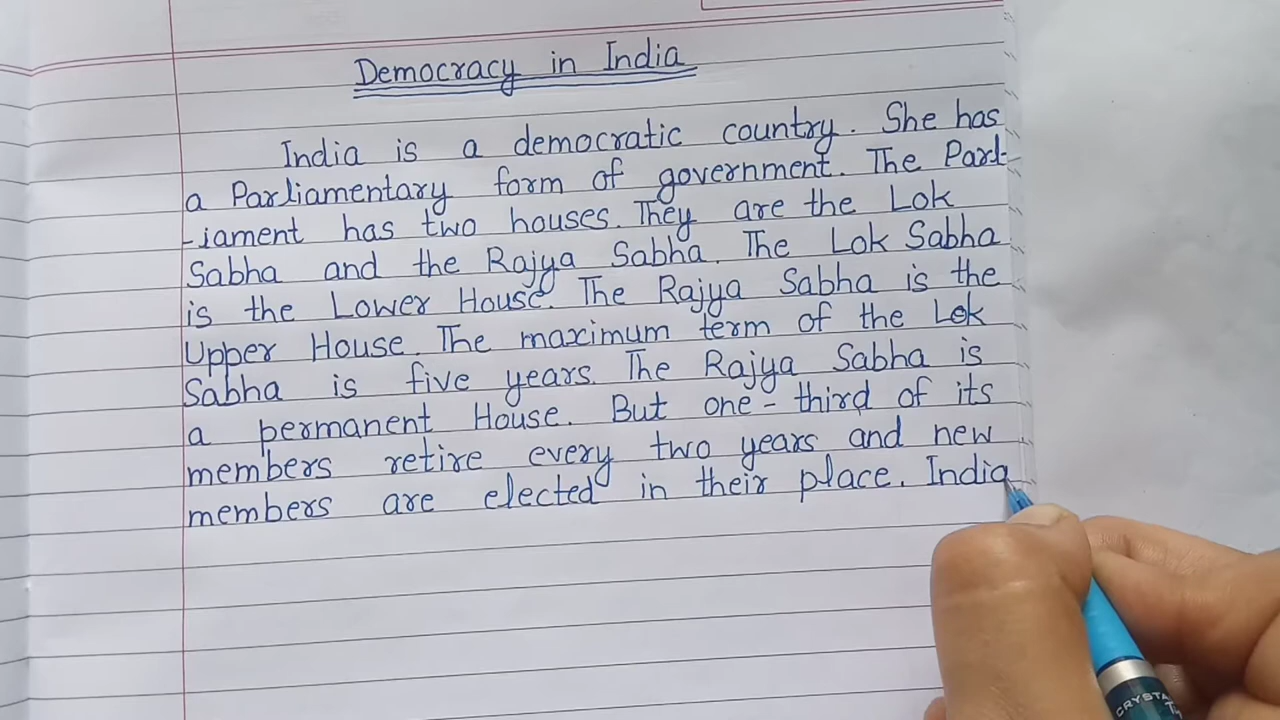 Democracy in India
India is a democratic country. She has
a Parliamentary form of government. The Parl-
-iament has two houses. They are the Lok
Sabha and the Rajya Sabha. The Lok Sabha
is the Lower House. The Rajya Sabha is the
Upper House. The maximum term of the Lok
Sabha is five years. The Rajya Sabha is
a permanent House. But one-third of its
members retire every two years and new
members are elected in their place. India
CRYSTA